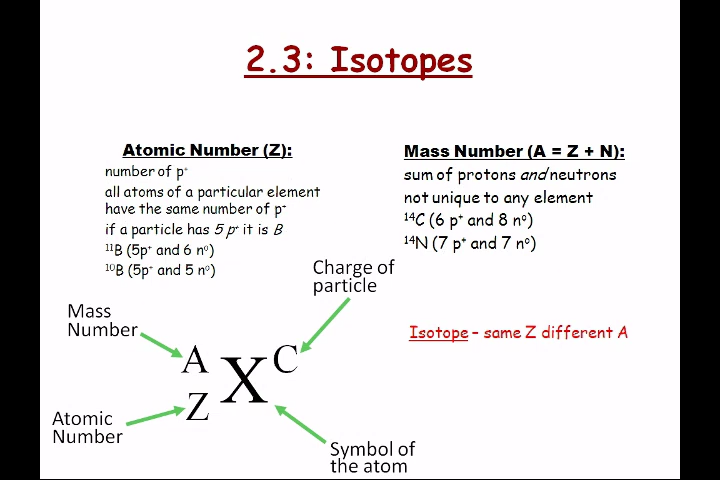 2.3: Isotopes
Atomic Number (Z):
number of p⁺
all atoms of a particular element
have the same number of p⁺
if a particle has 5 p⁺ it is B
¹¹B (5p⁺ and 6 n⁰)
¹⁰B (5p⁺ and 5 n⁰)
Mass Number (A = Z + N):
sum of protons and neutrons
not unique to any element
¹⁴C (6 p⁺ and 8 n⁰)
¹⁴N (7 p⁺ and 7 n⁰)
Isotope – same Z different A
Charge of
particle
Mass
Number
A
X
C
Z
Atomic
Number
Symbol of
the atom